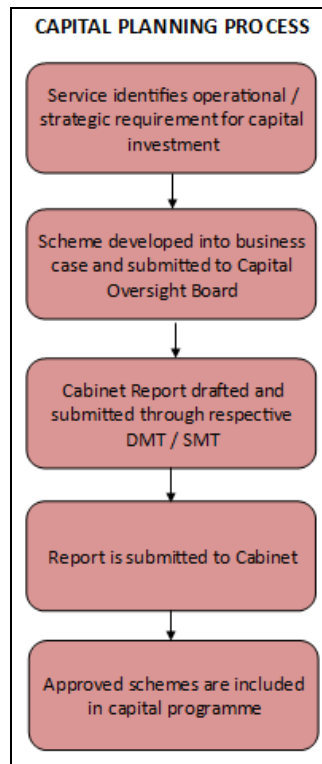 CAPITAL PLANNING PROCESS
Service identifies operational /
strategic requirement for capital
investment
Scheme developed into business
case and submitted to Capital
Oversight Board
Cabinet Report drafted and
submitted through respective
DMT / SMT
Report is submitted to Cabinet
Approved schemes are included
in capital programme